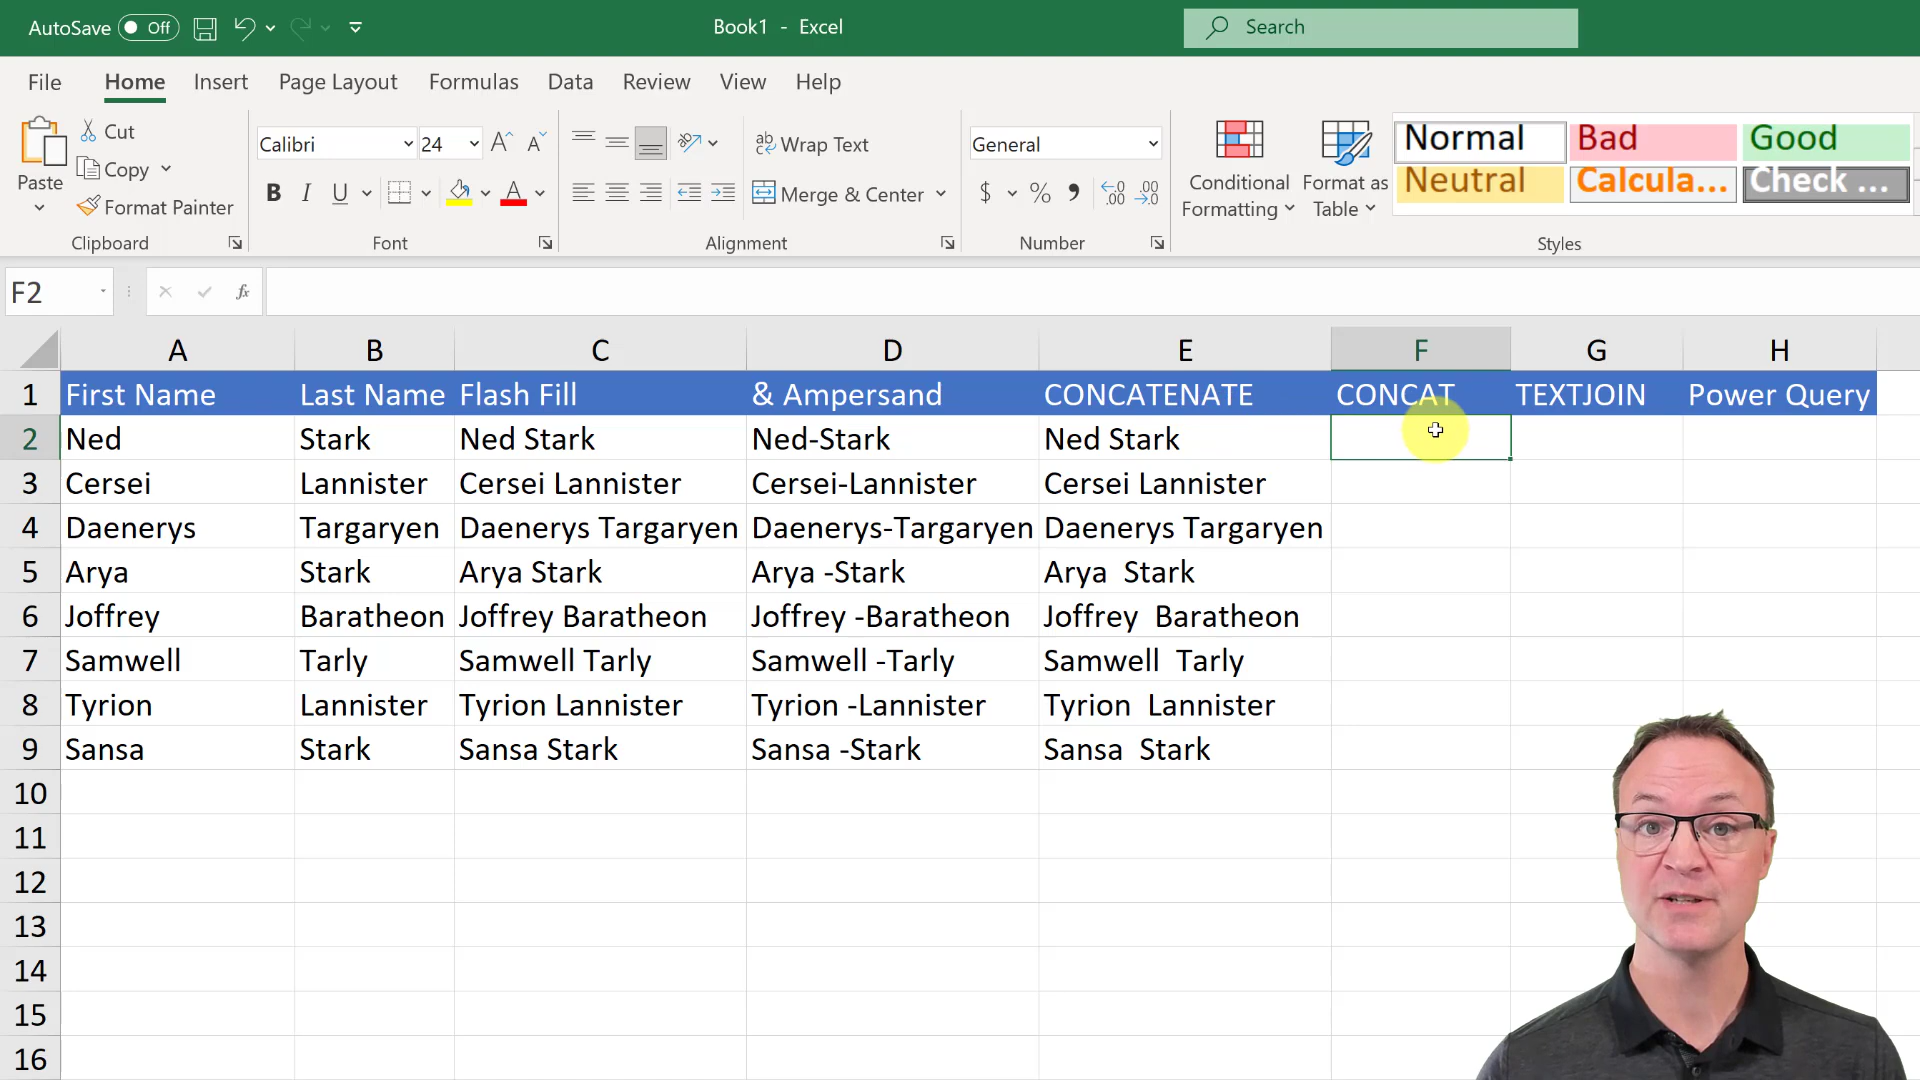 AutoSave Off Book1 - Excel Search
File Home Insert Page Layout Formulas Data Review View Help
Paste
Cut
Copy
Format Painter
Clipboard
Calibri 24
B I U A
Font
Wrap Text
Merge & Center
Alignment
General
$ % , .00 .00
Number
Conditional Formatting
Format as Table
Normal Bad Good
Neutral Calcula... Check ...
Styles
F2 fx
A B C D E F G H
1 First Name Last Name Flash Fill & Ampersand CONCATENATE CONCAT TEXTJOIN Power Query
2 Ned Stark Ned Stark Ned-Stark Ned Stark
3 Cersei Lannister Cersei Lannister Cersei-Lannister Cersei Lannister
4 Daenerys Targaryen Daenerys Targaryen Daenerys-Targaryen Daenerys Targaryen
5 Arya Stark Arya Stark Arya -Stark Arya  Stark
6 Joffrey Baratheon Joffrey Baratheon Joffrey -Baratheon Joffrey  Baratheon
7 Samwell Tarly Samwell Tarly Samwell -Tarly Samwell  Tarly
8 Tyrion Lannister Tyrion Lannister Tyrion -Lannister Tyrion  Lannister
9 Sansa Stark Sansa Stark Sansa -Stark Sansa  Stark
10
11
12
13
14
15
16